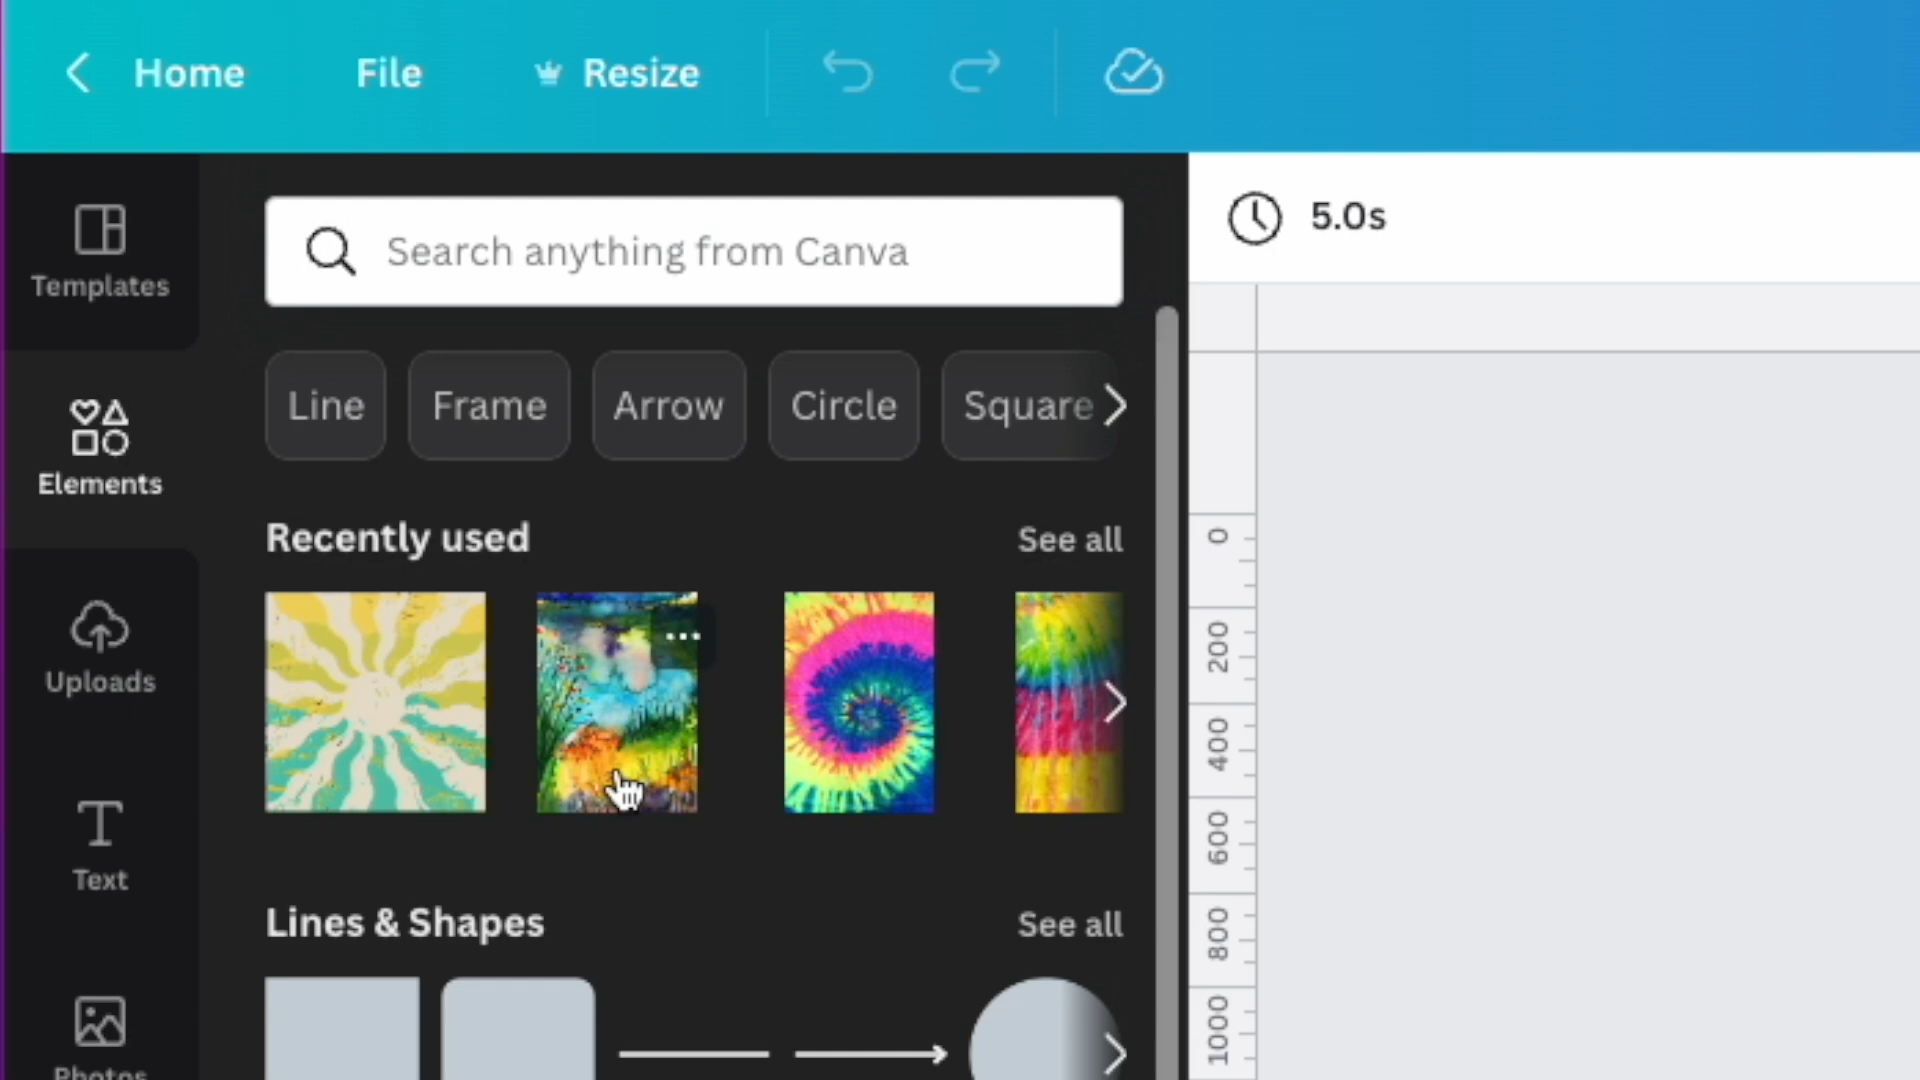 Home File Resize
Templates
Search anything from Canva
5.0s
Line Frame Arrow Circle Square
Elements
Recently used See all
Uploads
Text
Lines & Shapes See all
Photos
0
200
400
600
800
1000